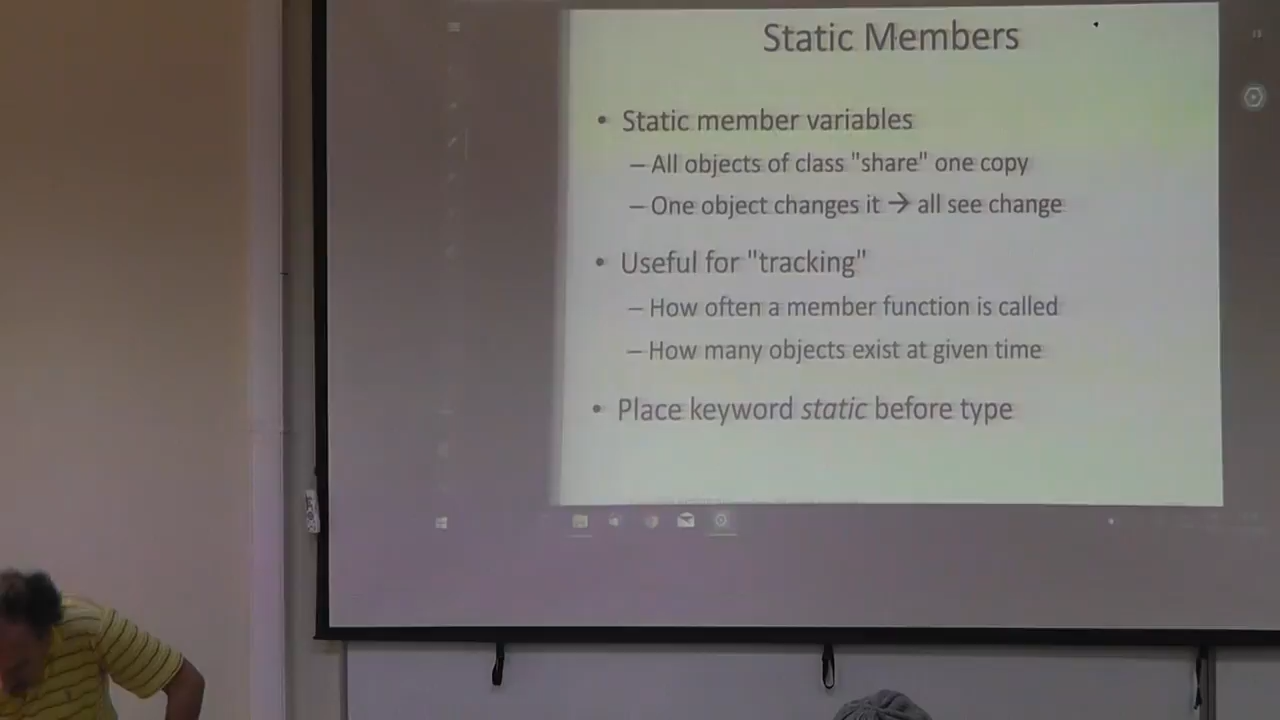 Static Members
• Static member variables
– All objects of class "share" one copy
– One object changes it → all see change
• Useful for "tracking"
– How often a member function is called
– How many objects exist at given time
• Place keyword static before type